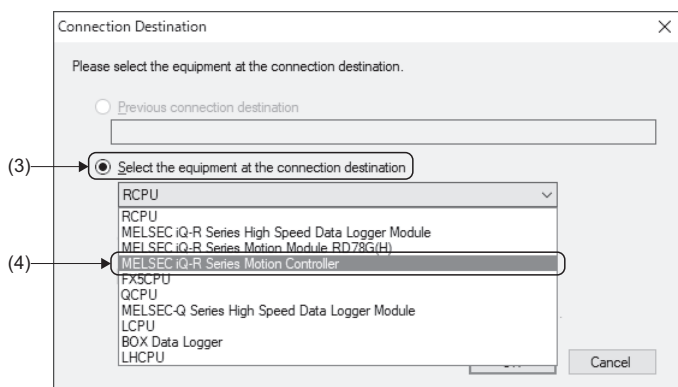 Connection Destination
Please select the equipment at the connection destination.
Previous connection destination
(3)
Select the equipment at the connection destination
RCPU
RCPU
MELSEC iQ-R Series High Speed Data Logger Module
MELSEC iQ-R Series Motion Module RD78G(H)
(4)
MELSEC iQ-R Series Motion Controller
FX5CPU
QCPU
MELSEC-Q Series High Speed Data Logger Module
LCPU
BOX Data Logger
LHCPU
Cancel